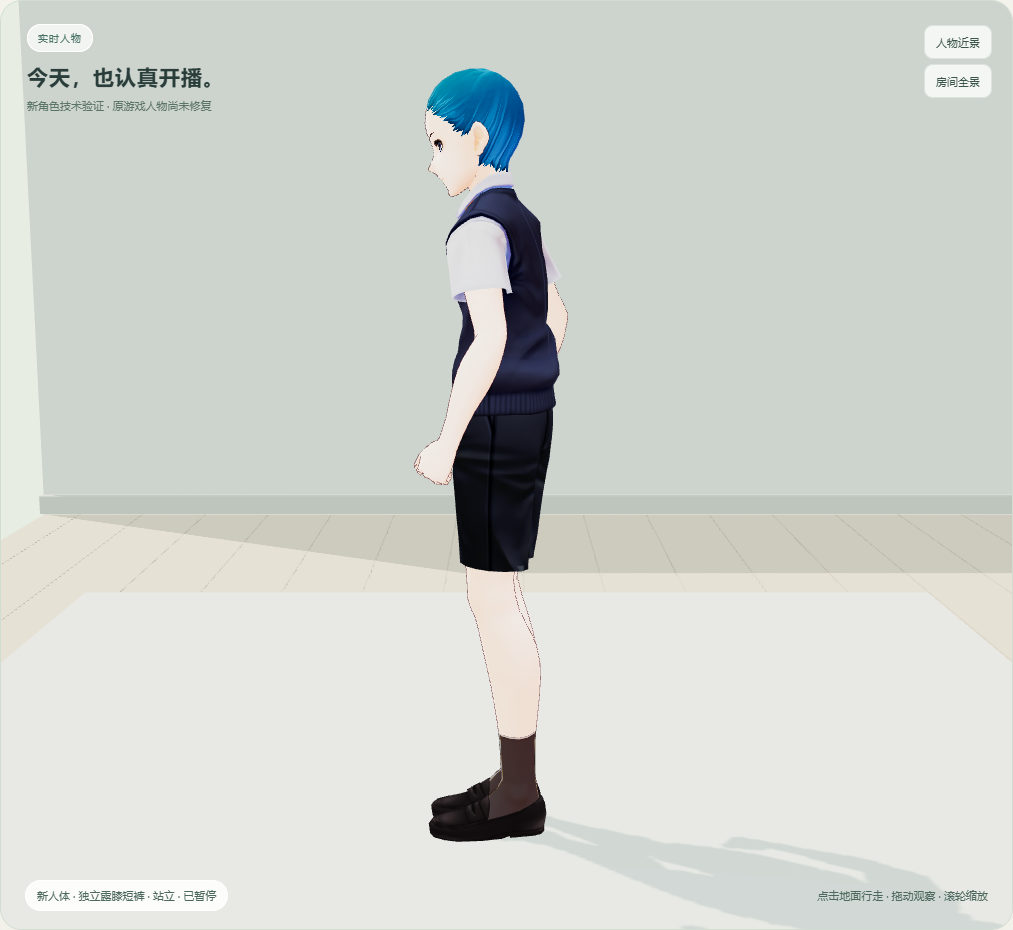 实时人物
今天，也认真开播。
新角色技术验证 · 原游戏人物尚未修复
人物近景
房间全景
新人体 · 独立露膝短裤 · 站立 · 已暂停
点击地面行走 · 拖动观察 · 滚轮缩放